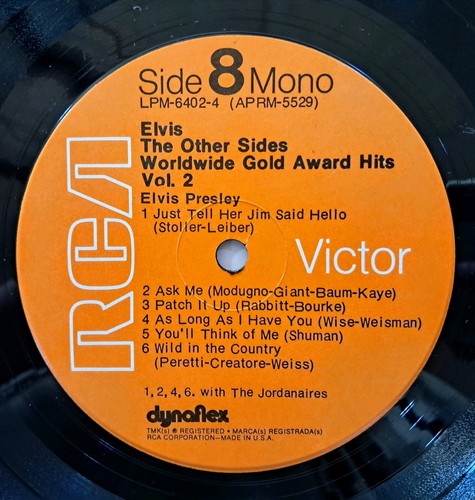 Side 8 Mono
LPM-6402-4 (APRM-5529)
Elvis
The Other Sides
Worldwide Gold Award Hits
Vol. 2
Elvis Presley
1 Just Tell Her Jim Said Hello
(Stoller-Leiber)
RCA
Victor
2 Ask Me (Modugno-Giant-Baum-Kaye)
3 Patch It Up (Rabbitt-Bourke)
4 As Long As I Have You (Wise-Weisman)
5 You'll Think of Me (Shuman)
6 Wild in the Country
(Peretti-Creatore-Weiss)
1, 2, 4, 6. with The Jordanaires
dynaflex
TMK(s) ® REGISTERED • MARCA(s) REGISTRADA(s)
RCA CORPORATION—MADE IN U.S.A.